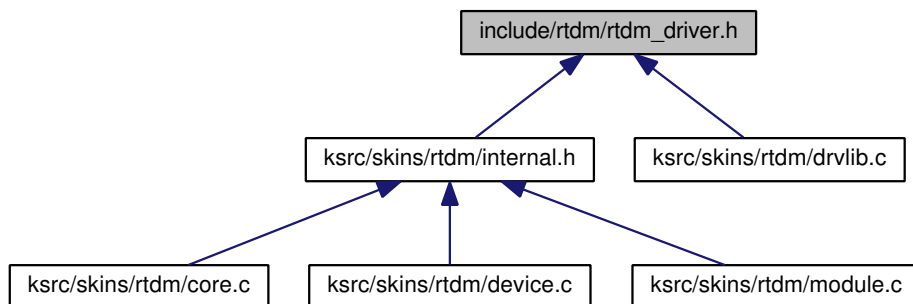 include/rtdm/rtdm_driver.h
ksrc/skins/rtdm/internal.h
ksrc/skins/rtdm/drvlib.c
ksrc/skins/rtdm/core.c
ksrc/skins/rtdm/device.c
ksrc/skins/rtdm/module.c